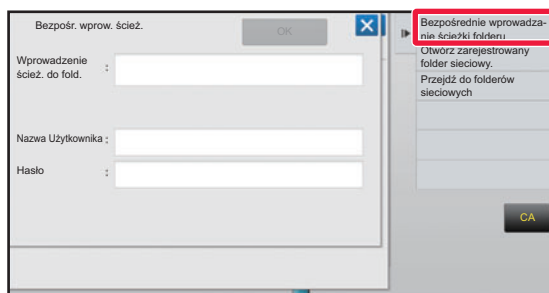 Bezpośr. wprow. ścież.
OK
Wprowadzenie
ścież. do fold. :
Nazwa Użytkownika :
Hasło :
Bezpośrednie wprowadza-
nie ścieżki folderu
Otwórz zarejestrowany
folder sieciowy.
Przejdź do folderów
sieciowych
CA